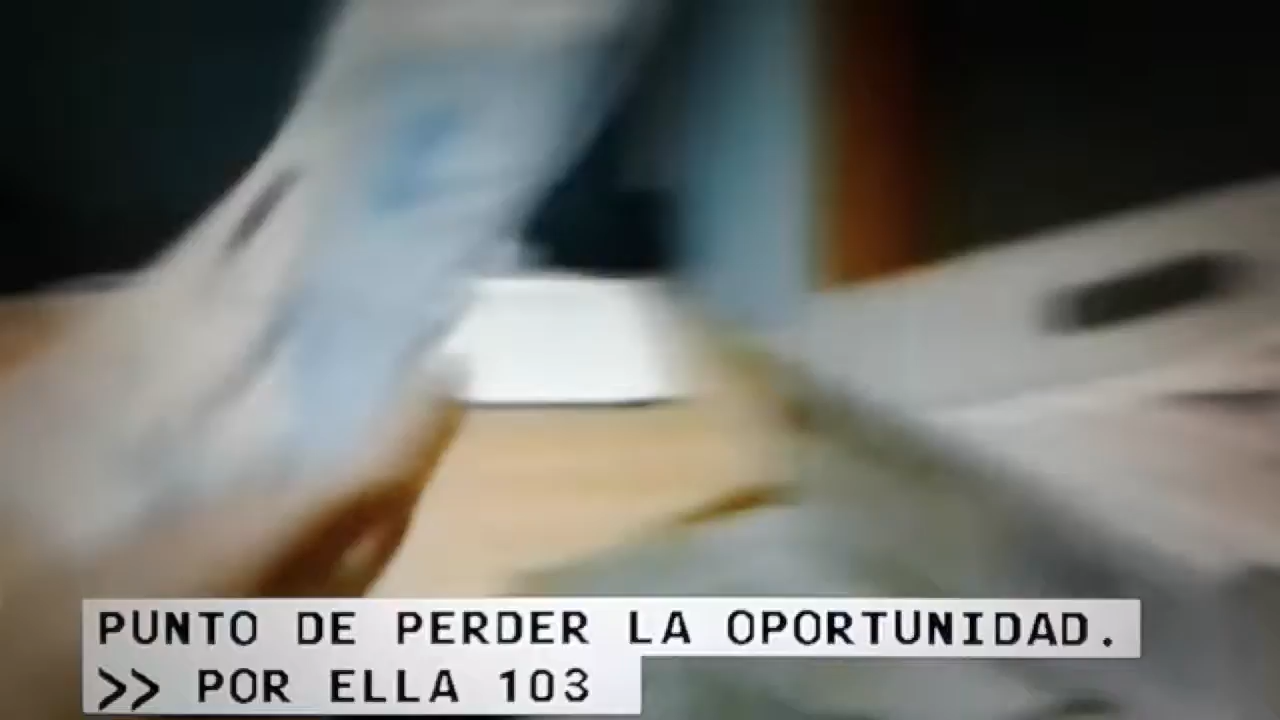 PUNTO DE PERDER LA OPORTUNIDAD.
>> POR ELLA 103